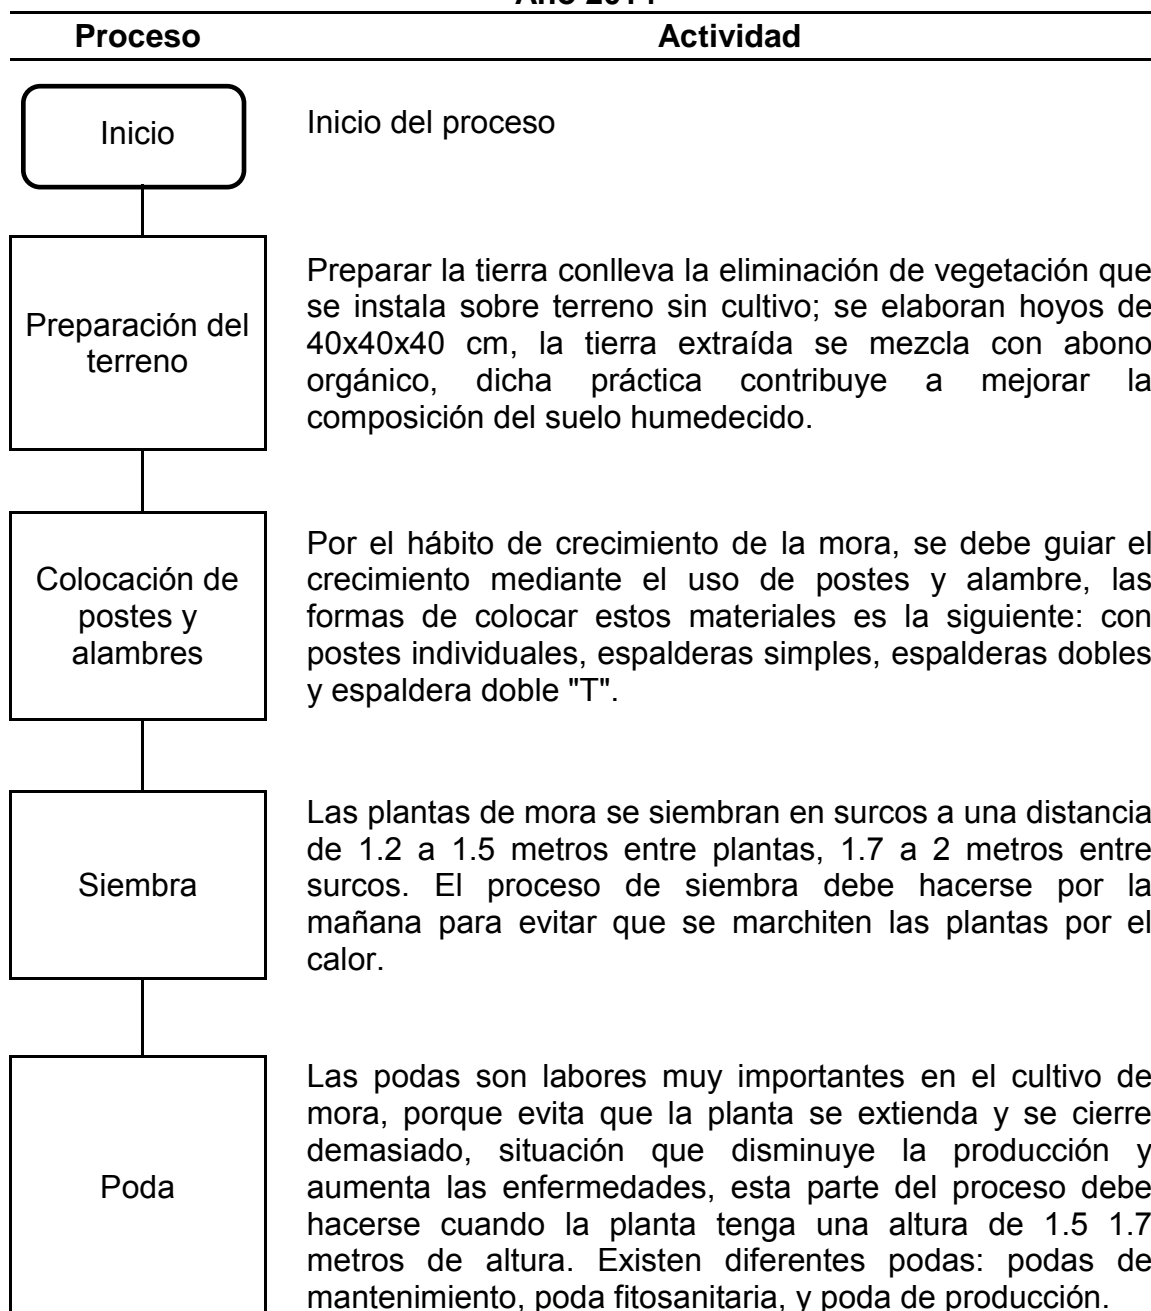 Proceso Actividad
Inicio
Inicio del proceso
Preparación del
terreno
Preparar la tierra conlleva la eliminación de vegetación que
se instala sobre terreno sin cultivo; se elaboran hoyos de
40x40x40 cm, la tierra extraída se mezcla con abono
orgánico, dicha práctica contribuye a mejorar la
composición del suelo humedecido.
Colocación de
postes y
alambres
Por el hábito de crecimiento de la mora, se debe guiar el
crecimiento mediante el uso de postes y alambre, las
formas de colocar estos materiales es la siguiente: con
postes individuales, espalderas simples, espalderas dobles
y espaldera doble "T".
Siembra
Las plantas de mora se siembran en surcos a una distancia
de 1.2 a 1.5 metros entre plantas, 1.7 a 2 metros entre
surcos. El proceso de siembra debe hacerse por la
mañana para evitar que se marchiten las plantas por el
calor.
Poda
Las podas son labores muy importantes en el cultivo de
mora, porque evita que la planta se extienda y se cierre
demasiado, situación que disminuye la producción y
aumenta las enfermedades, esta parte del proceso debe
hacerse cuando la planta tenga una altura de 1.5 1.7
metros de altura. Existen diferentes podas: podas de
mantenimiento, poda fitosanitaria, y poda de producción.